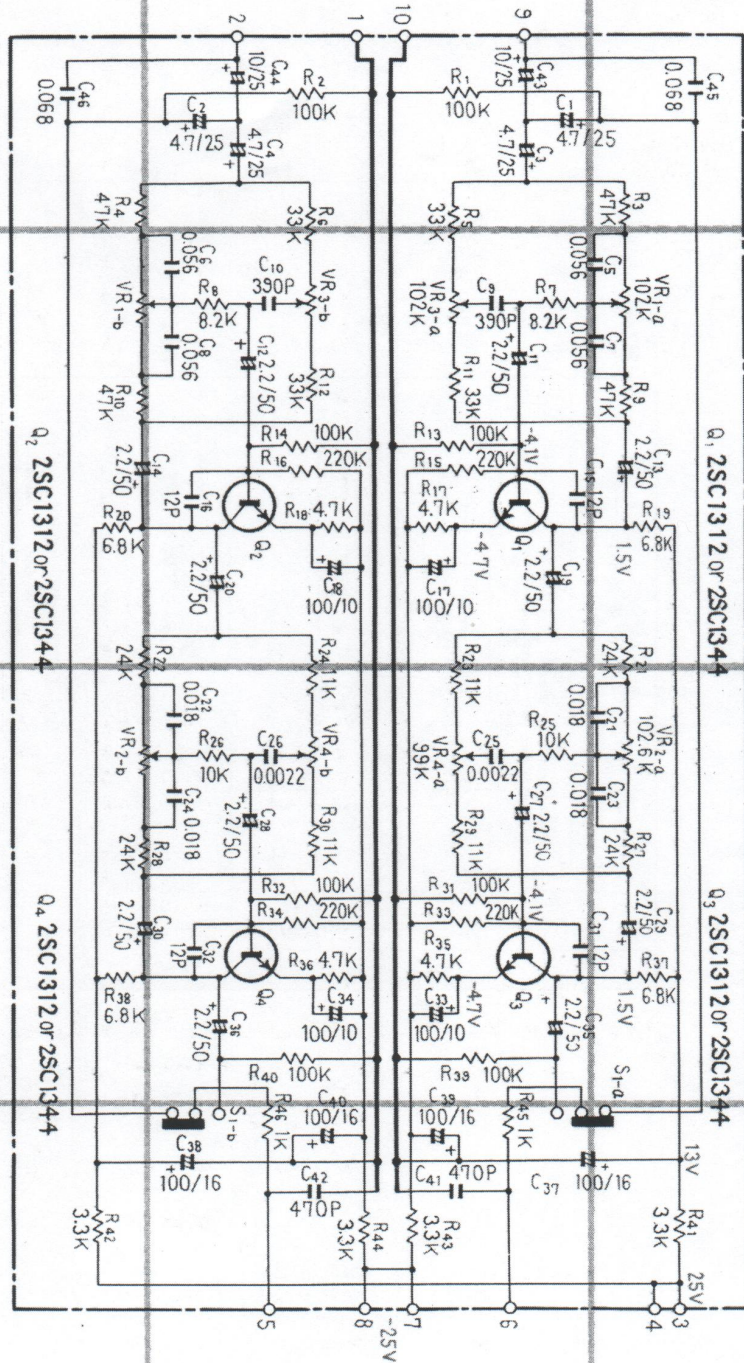 2
1
10
9
C46
0.068
C44
10/25
R2
100K
C2
4.7/25
C4
4.7/25
R1
100K
C43
10/25
C1
4.7/25
C3
4.7/25
C45
0.068
R4
47K
R6
33K
R5
33K
R3
47K
C6
0.056
VR1-b
C8
0.056
R8
8.2K
C10
390P
VR3-b
C12 2.2/50
R10
47K
R12
33K
C9
390P
VR3-a
102K
R7
8.2K
C5
0.056
VR1-a
102K
C7
0.056
C11
2.2/50
R11
33K
R9
47K
Q2 2SC1312 or 2SC1344
Q1 2SC1312 or 2SC1344
C14
2.2/50
R14
100K
R16
220K
C16
12P
R18 4.7K
Q2
R20
6.8K
C18
100/10
C20
2.2/50
R13
100K
R15
220K
-4.1V
C13
2.2/50
C15 12P
R17
4.7K
Q1
-4.7V
R19
6.8K
1.5V
C17
100/10
C19
2.2/50
R22
24K
R24
11K
R23
11K
R21
24K
C22
0.018
VR2-b
C24 0.018
R26
10K
C26
0.0022
VR4-b
C28
2.2/50
R28
24K
R30
11K
C25
0.0022
VR4-a
99K
R25
10K
C21
0.018
VR2-a
102.6K
C23
0.018
C27 2.2/50
R29
11K
R27
24K
Q4 2SC1312 or 2SC1344
Q3 2SC1312 or 2SC1344
C30
2.2/50
R32
100K
R34
220K
C32
12P
R36 4.7K
Q4
R38
6.8K
C34
100/10
C36
2.2/50
R31
100K
R33
220K
-4.1V
C29
2.2/50
C31 12P
R35
4.7K
Q3
-4.7V
R37
6.8K
1.5V
C33
100/10
C35
2.2/50
R40
100K
R39
100K
S1-b
S1-a
R46
1K
R45
1K
C40
100/16
C39
100/16
C38
100/16
C37
100/16
13V
C42
470P
C41 470P
R42
3.3K
R44
3.3K
R43
3.3K
R41
3.3K
25V
-25V
5
8
7
6
4
3